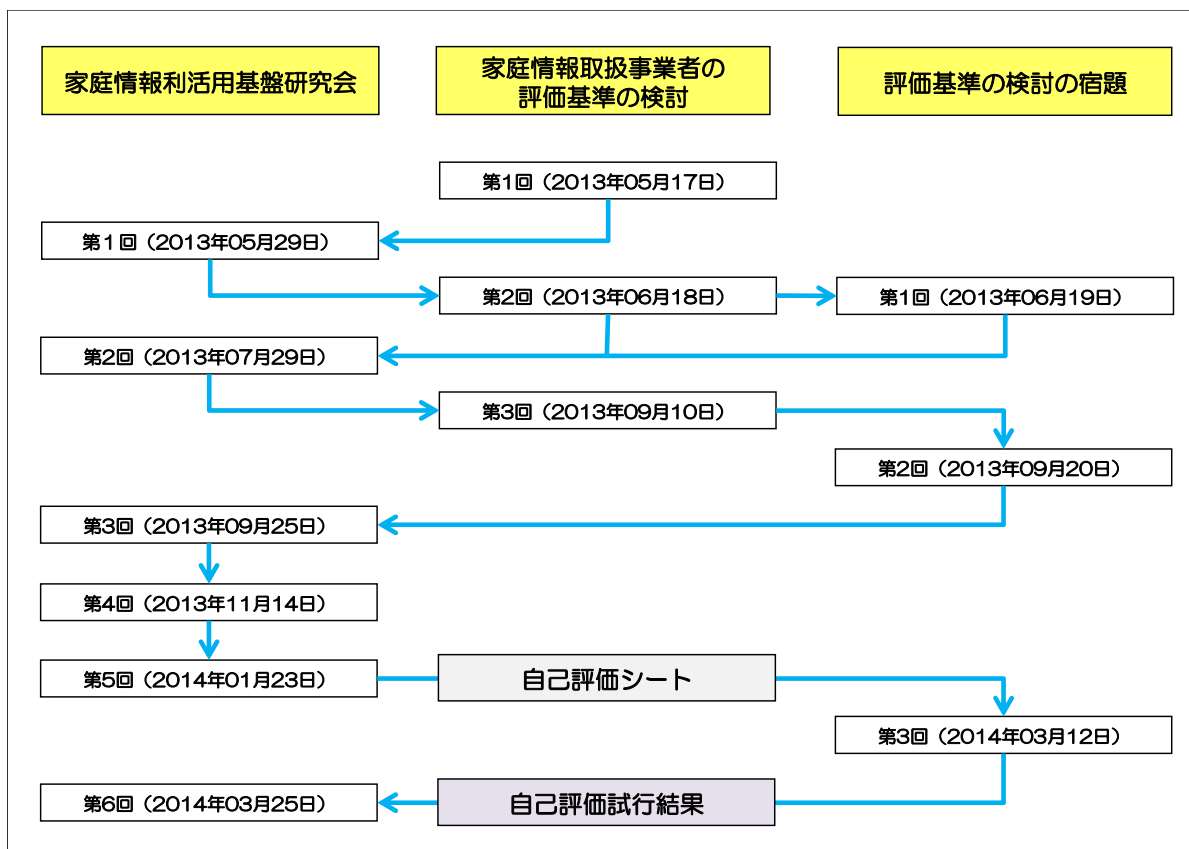 家庭情報利活用基盤研究会
家庭情報取扱事業者の
評価基準の検討
評価基準の検討の宿題
第1回（2013年05月17日）
第１回（2013年05月29日）
第2回（2013年06月18日）
第1回（2013年06月19日）
第2回（2013年07月29日）
第3回（2013年09月10日）
第2回（2013年09月20日）
第3回（2013年09月25日）
第4回（2013年11月14日）
第5回（2014年01月23日）
自己評価シート
第3回（2014年03月12日）
第6回（2014年03月25日）
自己評価試行結果